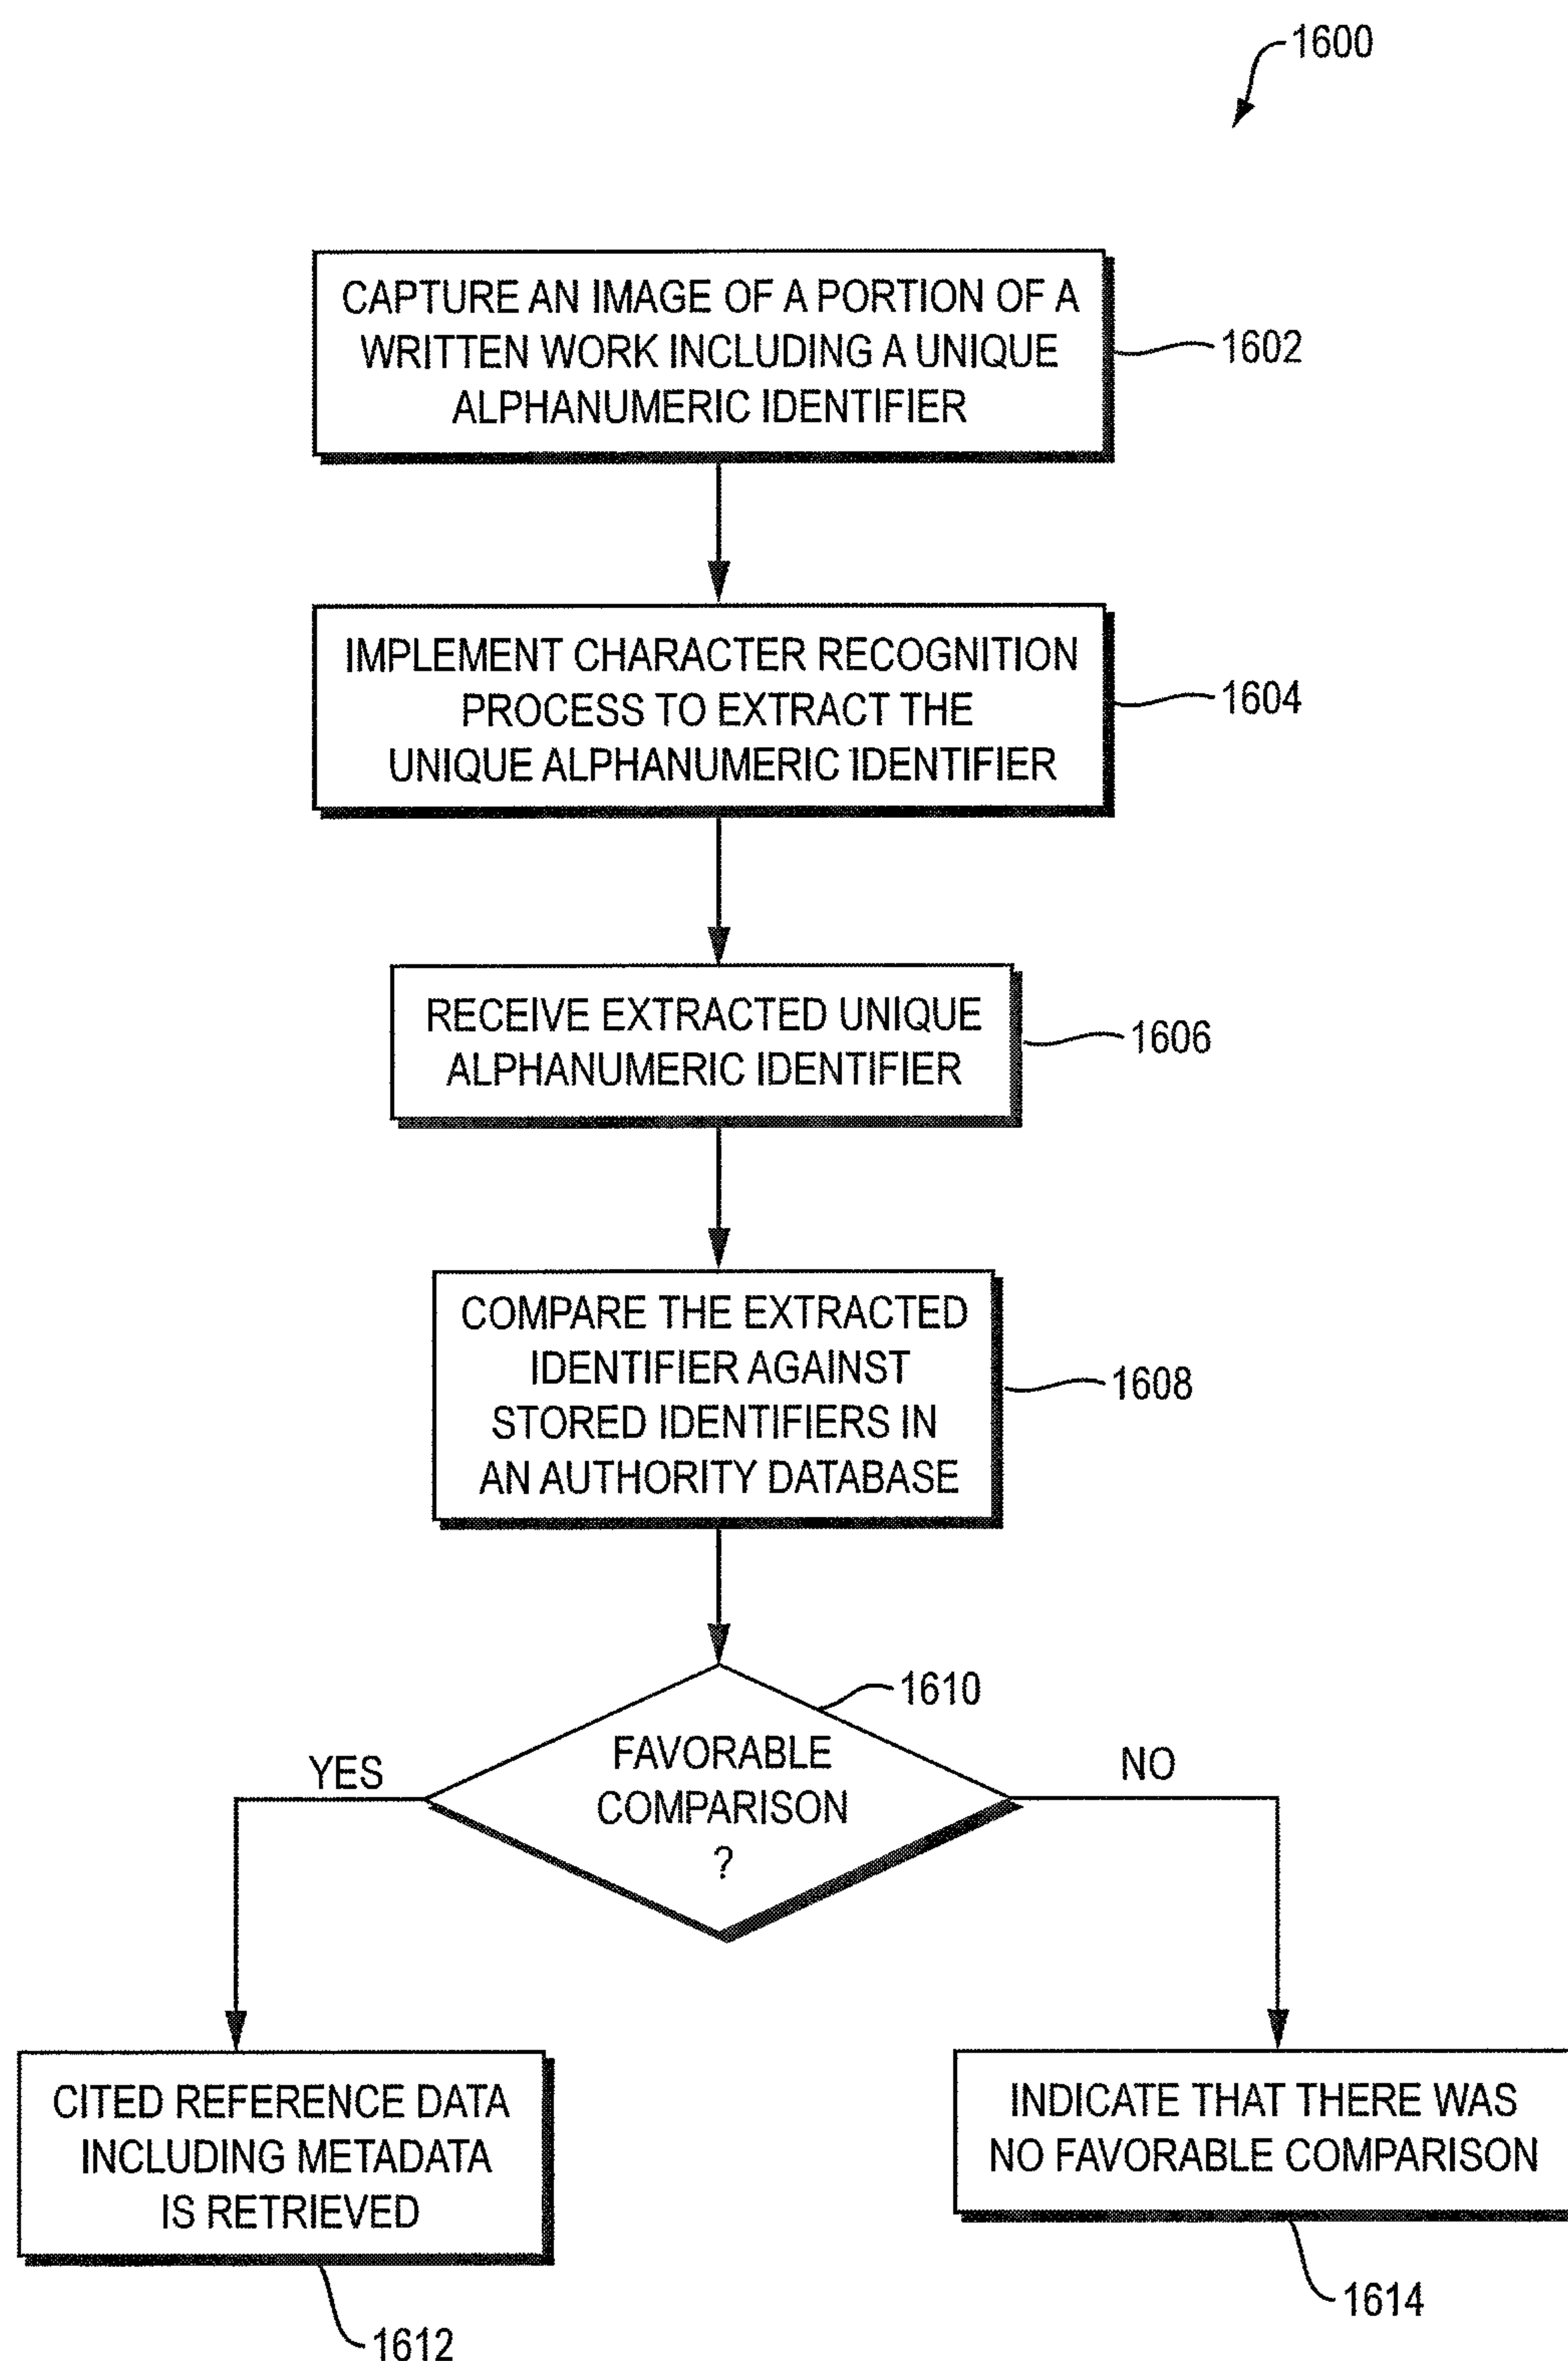 1600
CAPTURE AN IMAGE OF A PORTION OF A
WRITTEN WORK INCLUDING A UNIQUE
ALPHANUMERIC IDENTIFIER
1602
IMPLEMENT CHARACTER RECOGNITION
PROCESS TO EXTRACT THE
UNIQUE ALPHANUMERIC IDENTIFIER
1604
RECEIVE EXTRACTED UNIQUE
ALPHANUMERIC IDENTIFIER
1606
COMPARE THE EXTRACTED
IDENTIFIER AGAINST
STORED IDENTIFIERS IN
AN AUTHORITY DATABASE
1608
1610
FAVORABLE
COMPARISON
?
YES
NO
CITED REFERENCE DATA
INCLUDING METADATA
IS RETRIEVED
1612
INDICATE THAT THERE WAS
NO FAVORABLE COMPARISON
1614